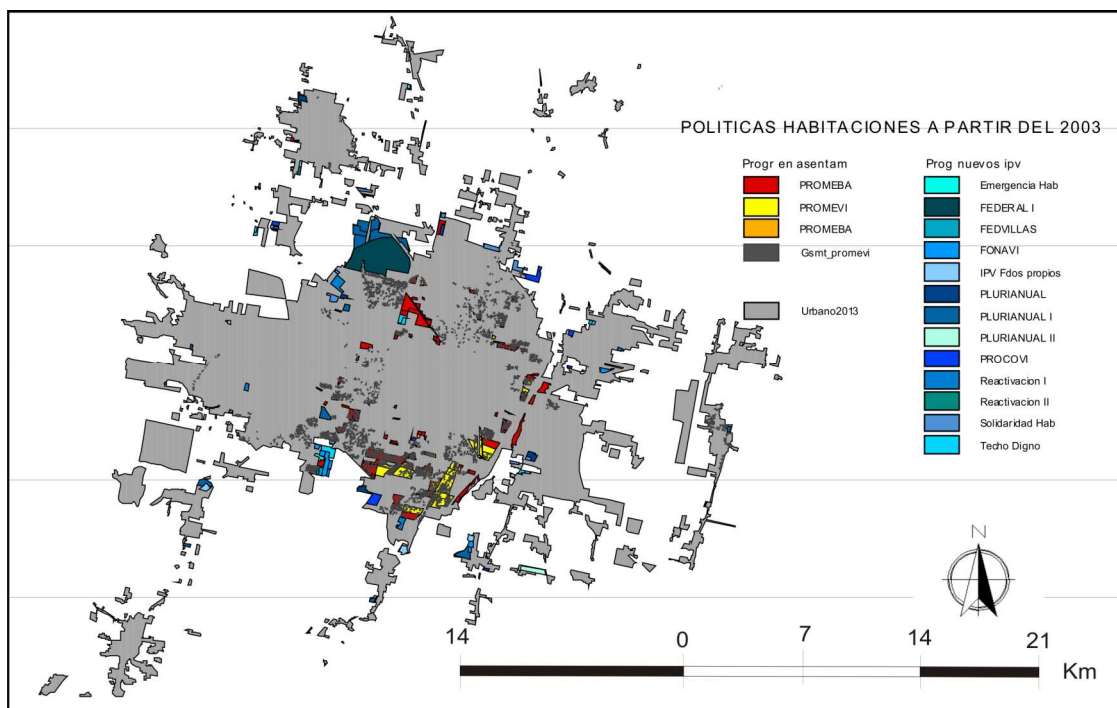 POLITICAS HABITACIONES A PARTIR DEL 2003
Progr en asentam
PROMEBA
PROMEVI
PROMEBA
Gsmt_promevi
Urbano2013
Prog nuevos ipv
Emergencia Hab
FEDERAL I
FEDVILLAS
FONAVI
IPV Fdos propios
PLURIANUAL
PLURIANUAL I
PLURIANUAL II
PROCOVI
Reactivacion I
Reactivacion II
Solidaridad Hab
Techo Digno
N
14 0 7 14 21
Km